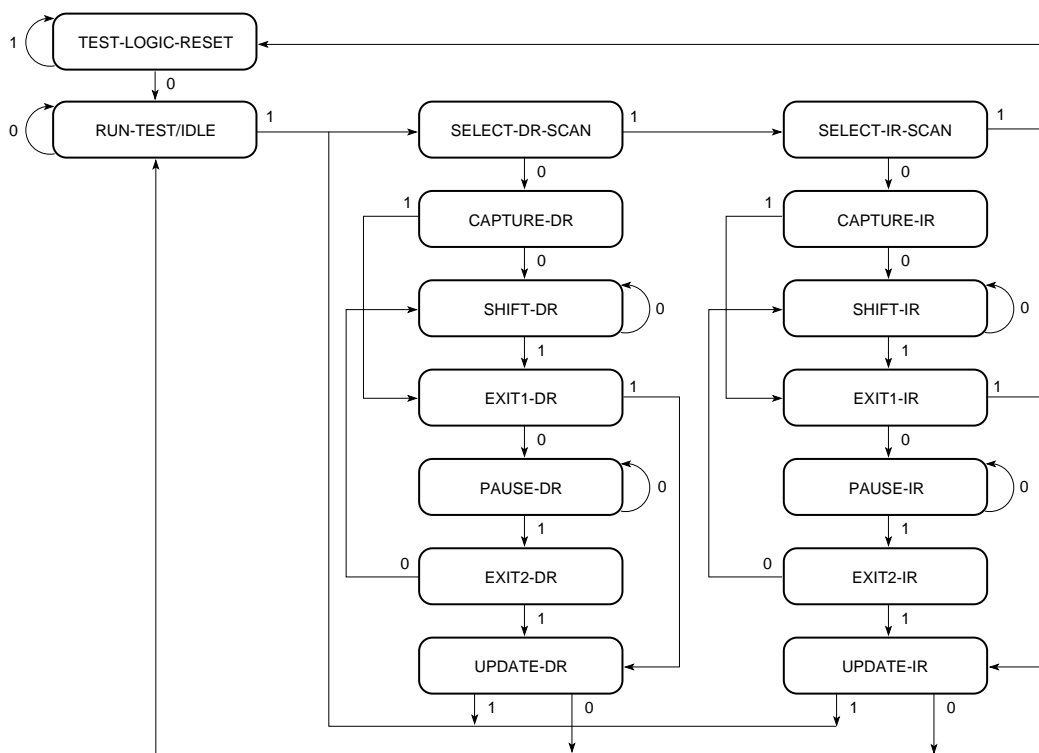 TEST-LOGIC-RESET
1
0
RUN-TEST/IDLE
0
1
SELECT-DR-SCAN
1
SELECT-IR-SCAN
1
0
0
1
CAPTURE-DR
1
CAPTURE-IR
0
0
SHIFT-DR
0
SHIFT-IR
0
1
1
EXIT1-DR
1
EXIT1-IR
1
0
0
PAUSE-DR
0
PAUSE-IR
0
1
1
0
EXIT2-DR
0
EXIT2-IR
1
1
UPDATE-DR
UPDATE-IR
1
0
1
0